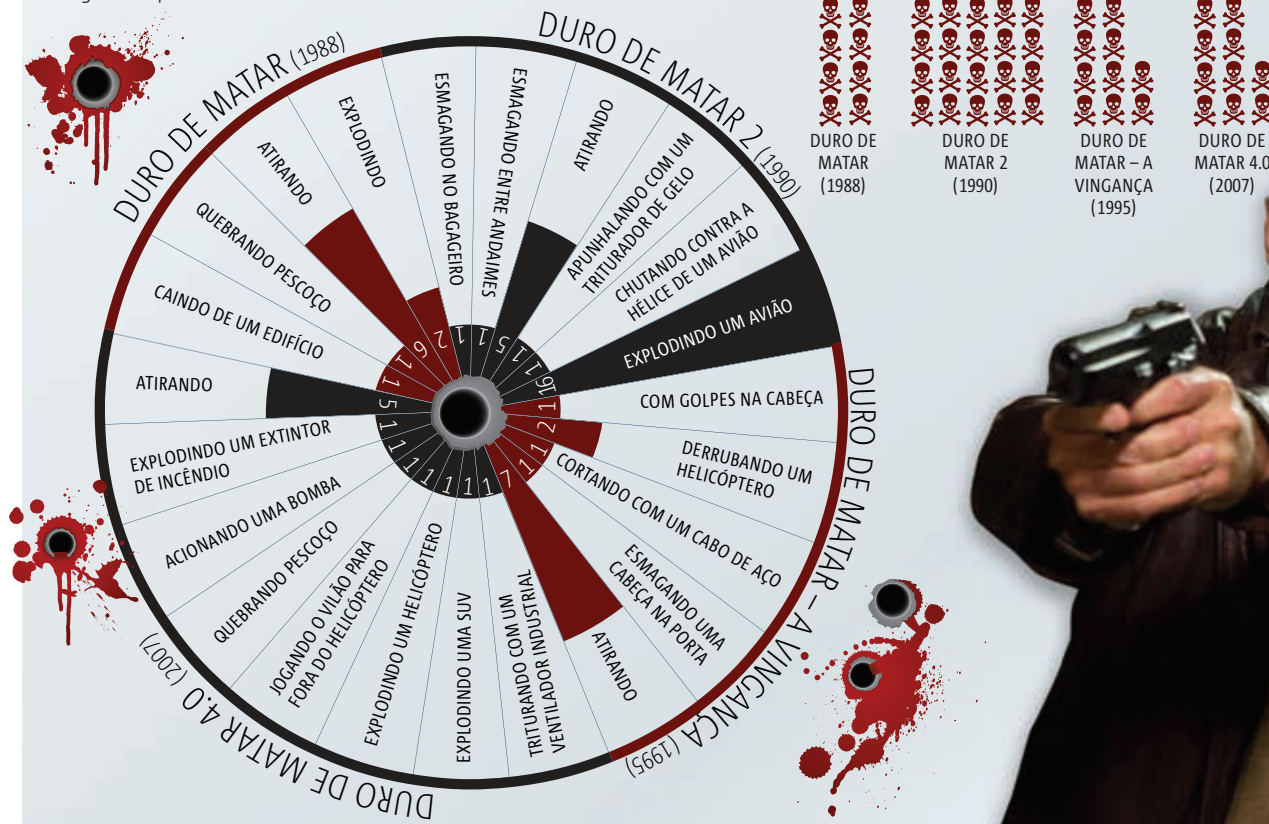 DURO DE MATAR (1988)
EXPLODINDO
ATIRANDO
QUEBRANDO PESCOÇO
CAINDO DE UM EDIFÍCIO
2
6
1
1
DURO DE MATAR 2 (1990)
ESMAGANDO NO BAGAGEIRO
ESMAGANDO ENTRE ANDAIMES
ATIRANDO
APUNHALANDO COM UM
TRITURADOR DE GELO
CHUTANDO CONTRA A
HÉLICE DE UM AVIÃO
EXPLODINDO UM AVIÃO
1
1
5
1
1
16
DURO DE MATAR – A VINGANÇA (1995)
COM GOLPES NA CABEÇA
DERRUBANDO UM
HELICÓPTERO
CORTANDO COM UM CABO DE AÇO
ESMAGANDO UMA
CABEÇA NA PORTA
ATIRANDO
1
2
1
1
7
DURO DE MATAR 4.0 (2007)
TRITURANDO COM UM
VENTILADOR INDUSTRIAL
EXPLODINDO UMA SUV
EXPLODINDO UM HELICÓPTERO
JOGANDO O VILÃO PARA
FORA DO HELICÓPTERO
QUEBRANDO PESCOÇO
ACIONANDO UMA BOMBA
EXPLODINDO UM EXTINTOR
DE INCÊNDIO
ATIRANDO
1
1
1
1
1
1
1
5
DURO DE
MATAR
(1988)
DURO DE
MATAR 2
(1990)
DURO DE
MATAR – A
VINGANÇA
(1995)
DURO DE
MATAR 4.0
(2007)